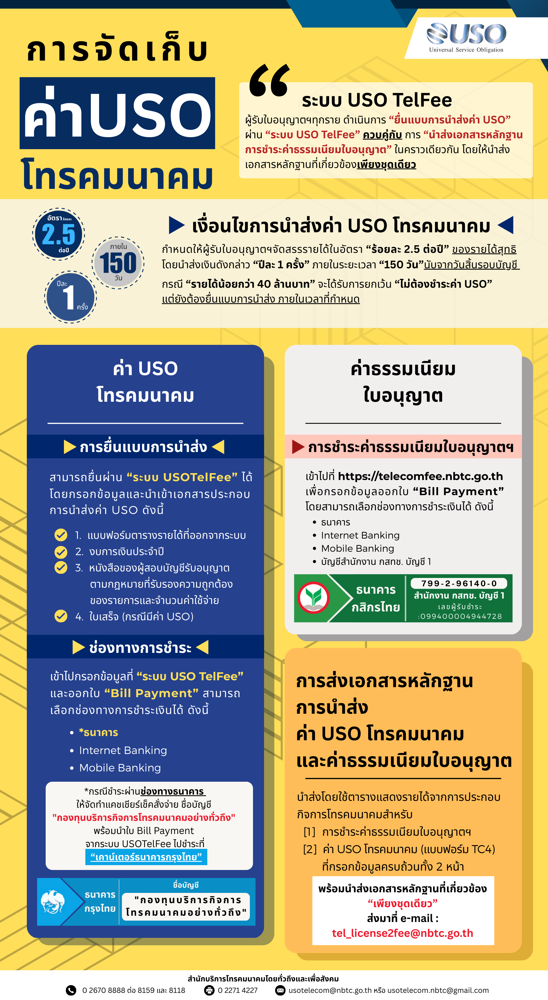 การจัดเก็บ
ค่าUSO
โทรคมนาคม
USO
Universal Service Obligation
“
ระบบ USO TelFee
ผู้รับใบอนุญาตฯทุกราย ดำเนินการ “ยื่นแบบการนำส่งค่า USO”
ผ่าน “ระบบ USO TelFee” ควบคู่กับ การ “นำส่งเอกสารหลักฐาน
การชำระค่าธรรมเนียมใบอนุญาต” ในคราวเดียวกัน โดยให้นำส่ง
เอกสารหลักฐานที่เกี่ยวข้องเพียงชุดเดียว
อัตรา ร้อยละ
2.5
ต่อปี
ภายใน
150
วัน
ปีละ
1
ครั้ง
เงื่อนไขการนำส่งค่า USO โทรคมนาคม
กำหนดให้ผู้รับใบอนุญาตฯจัดสรรรายได้ในอัตรา “ร้อยละ 2.5 ต่อปี” ของรายได้สุทธิ
โดยนำส่งเงินดังกล่าว “ปีละ 1 ครั้ง” ภายในระยะเวลา “150 วัน”นับจากวันสิ้นรอบบัญชี
กรณี “รายได้น้อยกว่า 40 ล้านบาท” จะได้รับการยกเว้น “ไม่ต้องชำระค่า USO”
แต่ยังต้องยื่นแบบการนำส่ง ภายในเวลาที่กำหนด
ค่า USO
โทรคมนาคม
การยื่นแบบการนำส่ง
สามารถยื่นผ่าน “ระบบ USOTelFee” ได้
โดยกรอกข้อมูลและนำเข้าเอกสารประกอบ
การนำส่งค่า USO ดังนี้
1. แบบฟอร์มตารางรายได้ที่ออกจากระบบ
2. งบการเงินประจำปี
3. หนังสือของผู้สอบบัญชีรับอนุญาต
ตามกฎหมายที่รับรองความถูกต้อง
ของรายการและจำนวนค่าใช้จ่าย
4. ใบเสร็จ (กรณีมีค่า USO)
ช่องทางการชำระ
เข้าไปกรอกข้อมูลที่ “ระบบ USO TelFee”
และออกใบ “Bill Payment” สามารถ
เลือกช่องทางการชำระเงินได้ ดังนี้
• *ธนาคาร
• Internet Banking
• Mobile Banking
*กรณีชำระผ่านช่องทางธนาคาร
ให้จัดทำแคชเชียร์เช็คสั่งจ่าย ชื่อบัญชี
"กองทุนบริการกิจการโทรคมนาคมอย่างทั่วถึง"
พร้อมนำใบ Bill Payment
จากระบบ USOTelFee ไปชำระที่
“เคาน์เตอร์ธนาคารกรุงไทย”
ธนาคาร
กรุงไทย
ชื่อบัญชี
"กองทุนบริการกิจการ
โทรคมนาคมอย่างทั่วถึง"
ค่าธรรมเนียม
ใบอนุญาต
การชำระค่าธรรมเนียมใบอนุญาตฯ
เข้าไปที่ https://telecomfee.nbtc.go.th
เพื่อกรอกข้อมูลออกใบ “Bill Payment”
โดยสามารถเลือกช่องทางการชำระเงินได้ ดังนี้
• ธนาคาร
• Internet Banking
• Mobile Banking
• บัญชีสำนักงาน กสทช. บัญชี 1
ธนาคาร
กสิกรไทย
799-2-96140-0
สำนักงาน กสทช. บัญชี 1
เลขผู้รับชำระ
:099400004944728
การส่งเอกสารหลักฐาน
การนำส่ง
ค่า USO โทรคมนาคม
และค่าธรรมเนียมใบอนุญาต
นำส่งโดยใช้ตารางแสดงรายได้จากการประกอบ
กิจการโทรคมนาคมสำหรับ
[1] การชำระค่าธรรมเนียมใบอนุญาตฯ
[2] ค่า USO โทรคมนาคม (แบบฟอร์ม TC4)
ที่กรอกข้อมูลครบถ้วนทั้ง 2 หน้า
พร้อมนำส่งเอกสารหลักฐานที่เกี่ยวข้อง
“เพียงชุดเดียว”
ส่งมาที่ e-mail :
tel_license2fee@nbtc.go.th
สำนักบริการโทรคมนาคมโดยทั่วถึงและเพื่อสังคม
0 2670 8888 ต่อ 8159 และ 8118
0 2271 4227
usotelecom@nbtc.go.th หรือ usotelecom.nbtc@gmail.com